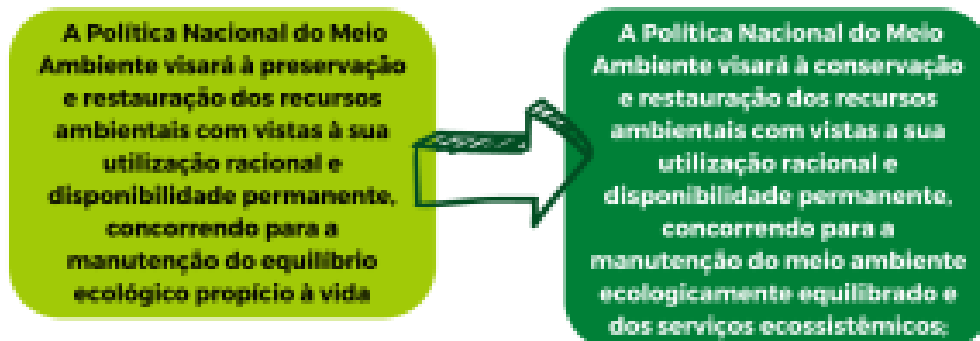 A Política Nacional do Meio
Ambiente visará à preservação
e restauração dos recursos
ambientais com vistas à sua
utilização racional e
disponibilidade permanente,
concorrendo para a
manutenção do equilíbrio
ecológico propício à vida
A Política Nacional do Meio
Ambiente visará à conservação
e restauração dos recursos
ambientais com vistas a sua
utilização racional e
disponibilidade permanente,
concorrendo para a
manutenção do meio ambiente
ecologicamente equilibrado e
dos serviços ecossistêmicos;